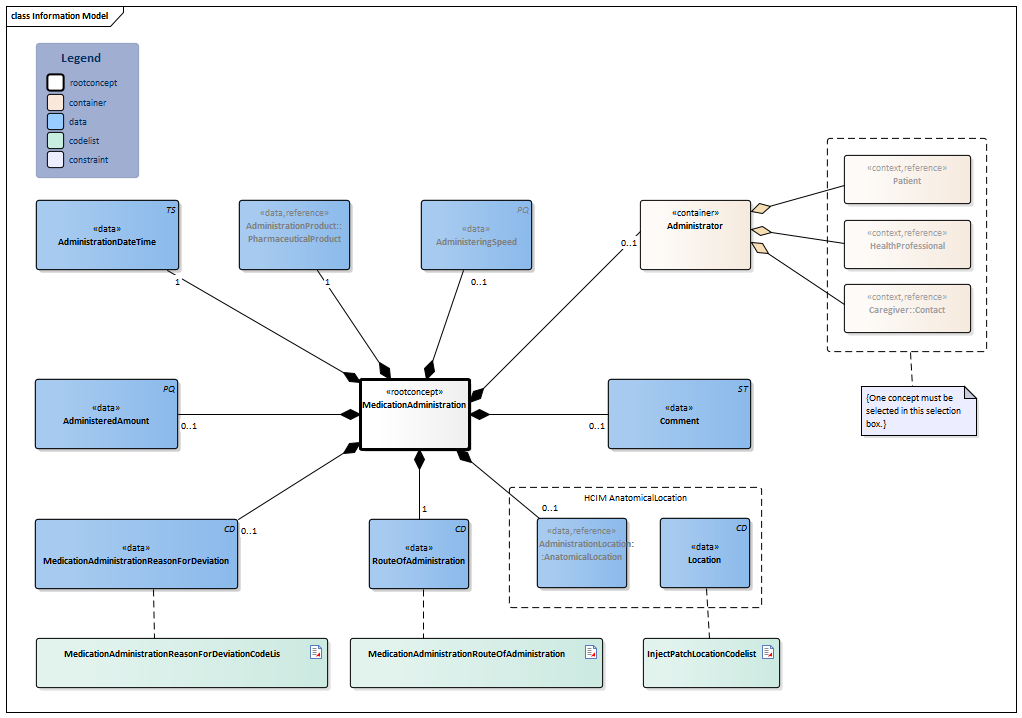 class Information Model
Legend
rootconcept
container
data
codelist
constraint
«context,reference»
Patient
TS
«data»
AdministrationDateTime
«data,reference»
AdministrationProduct::
PharmaceuticalProduct
PQ
«data»
AdministeringSpeed
«container»
Administrator
«context,reference»
HealthProfessional
«context,reference»
Caregiver::Contact
1
1
0..1
0..1
PQ
«data»
AdministeredAmount
0..1
«rootconcept»
MedicationAdministration
ST
«data»
Comment
0..1
{One concept must be
selected in this selection
box.}
HCIM AnatomicalLocation
CD
«data»
MedicationAdministrationReasonForDeviation
0..1
CD
«data»
RouteOfAdministration
1
0..1
«data,reference»
AdministrationLocation:
:AnatomicalLocation
CD
«data»
Location
MedicationAdministrationReasonForDeviationCodeLis
MedicationAdministrationRouteOfAdministration
InjectPatchLocationCodelist